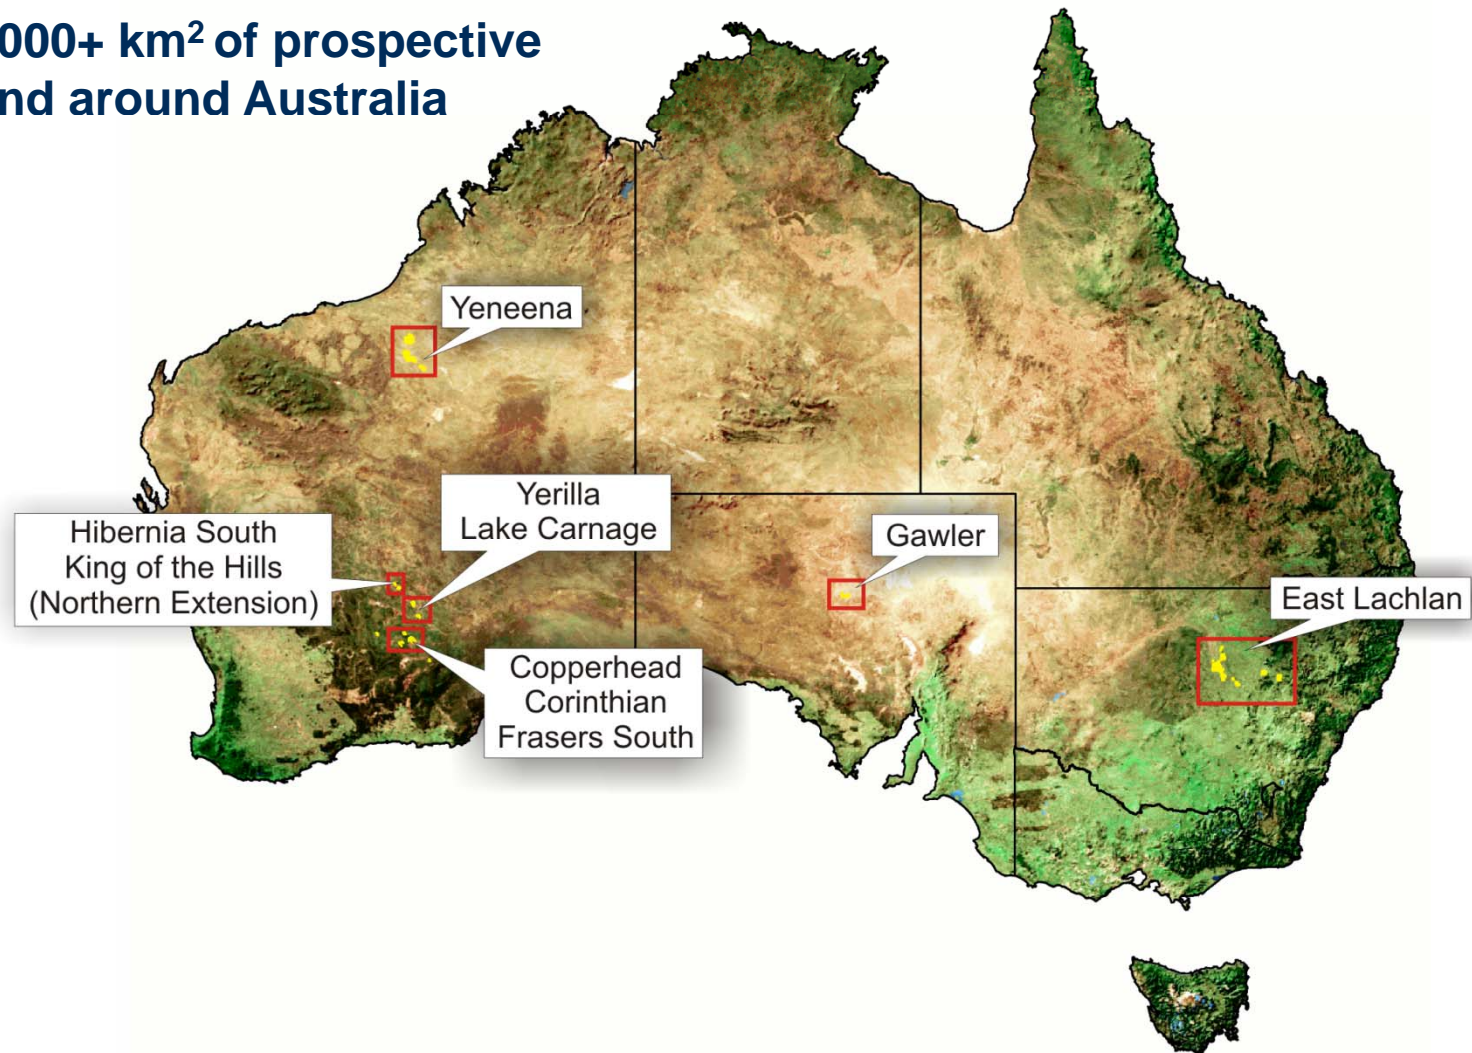 000+ km² of prospective
nd around Australia
Yeneena
Yerilla
Lake Carnage
Hibernia South
King of the Hills
(Northern Extension)
Gawler
East Lachlan
Copperhead
Corinthian
Frasers South